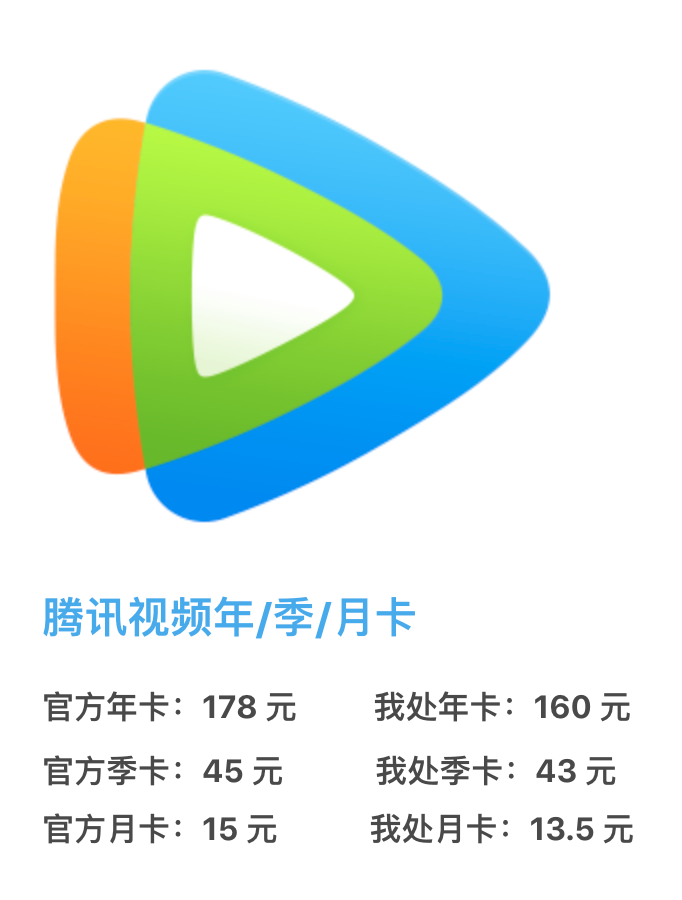 腾讯视频年/季/月卡
官方年卡：178 元 我处年卡：160 元
官方季卡：45 元 我处季卡：43 元
官方月卡：15 元 我处月卡：13.5 元